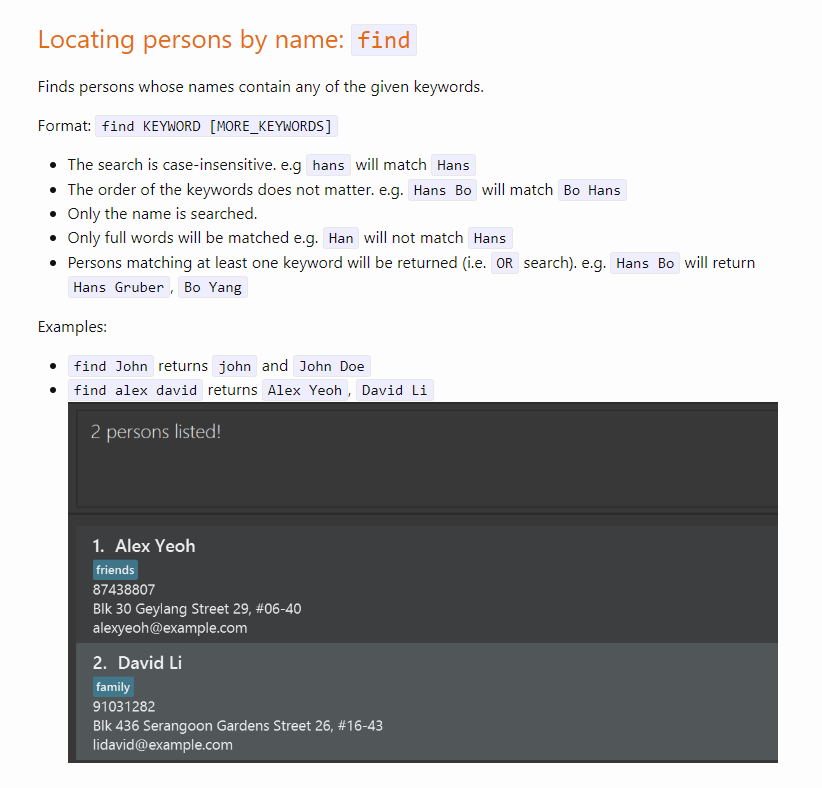 Locating persons by name: find
Finds persons whose names contain any of the given keywords.
Format: find KEYWORD [MORE_KEYWORDS]
The search is case-insensitive. e.g hans will match Hans
The order of the keywords does not matter. e.g. Hans Bo will match Bo Hans
Only the name is searched.
Only full words will be matched e.g. Han will not match Hans
Persons matching at least one keyword will be returned (i.e. OR search). e.g. Hans Bo will return
Hans Gruber, Bo Yang
Examples:
find John returns john and John Doe
find alex david returns Alex Yeoh, David Li
2 persons listed!
1. Alex Yeoh
friends
87438807
Blk 30 Geylang Street 29, #06-40
alexyeoh@example.com
2. David Li
family
91031282
Blk 436 Serangoon Gardens Street 26, #16-43
lidavid@example.com